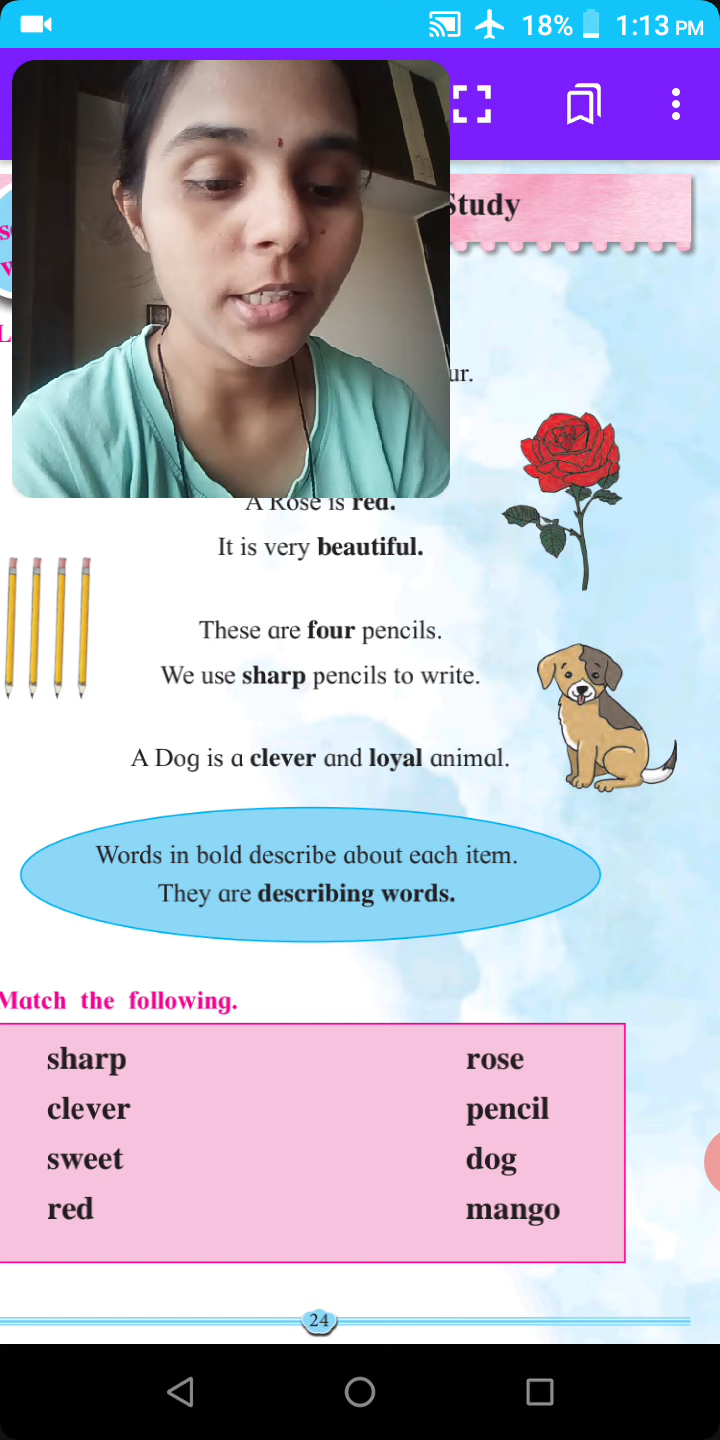 18% 1:13 PM
Study
A Rose is red.
It is very beautiful.
These are four pencils.
We use sharp pencils to write.
A Dog is a clever and loyal animal.
Words in bold describe about each item.
They are describing words.
Match the following.
sharp rose
clever pencil
sweet dog
red mango
24